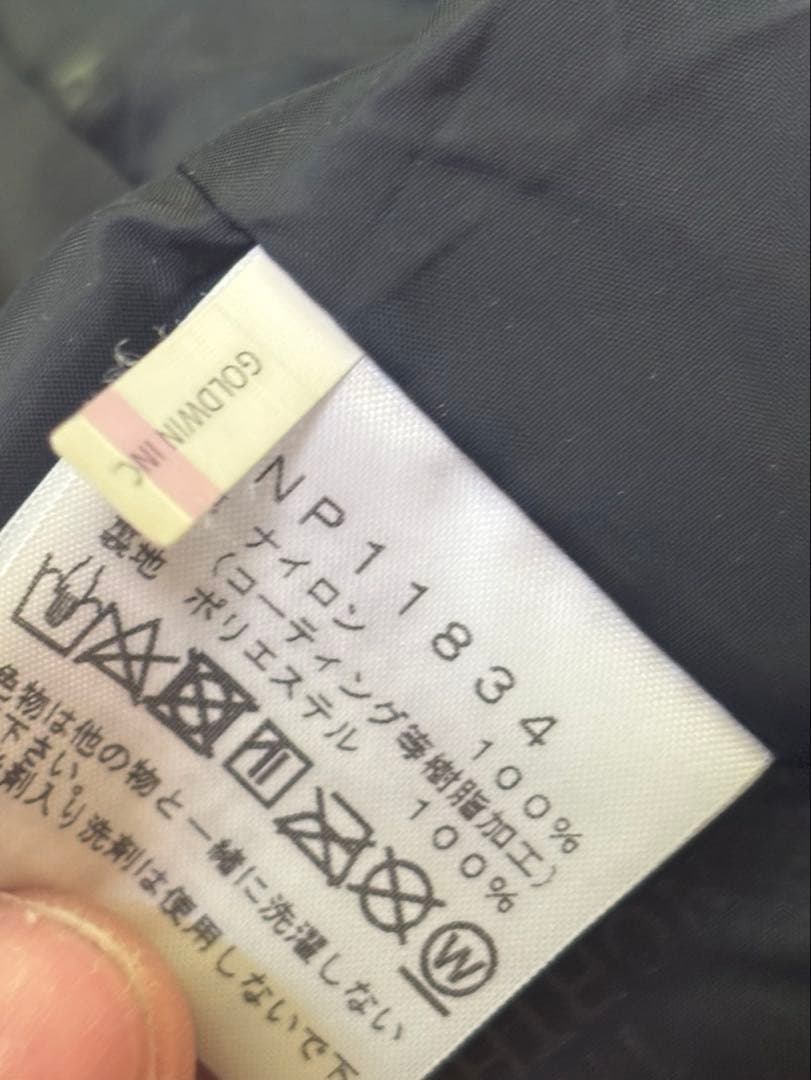 GOLDWIN INC
NP11834
ナイロン 100%
(コーティング等樹脂加工)
裏地 ポリエステル 100%
W
色物は他の物と一緒に洗濯しない
下さい。
剤入り洗剤は使用しないで下